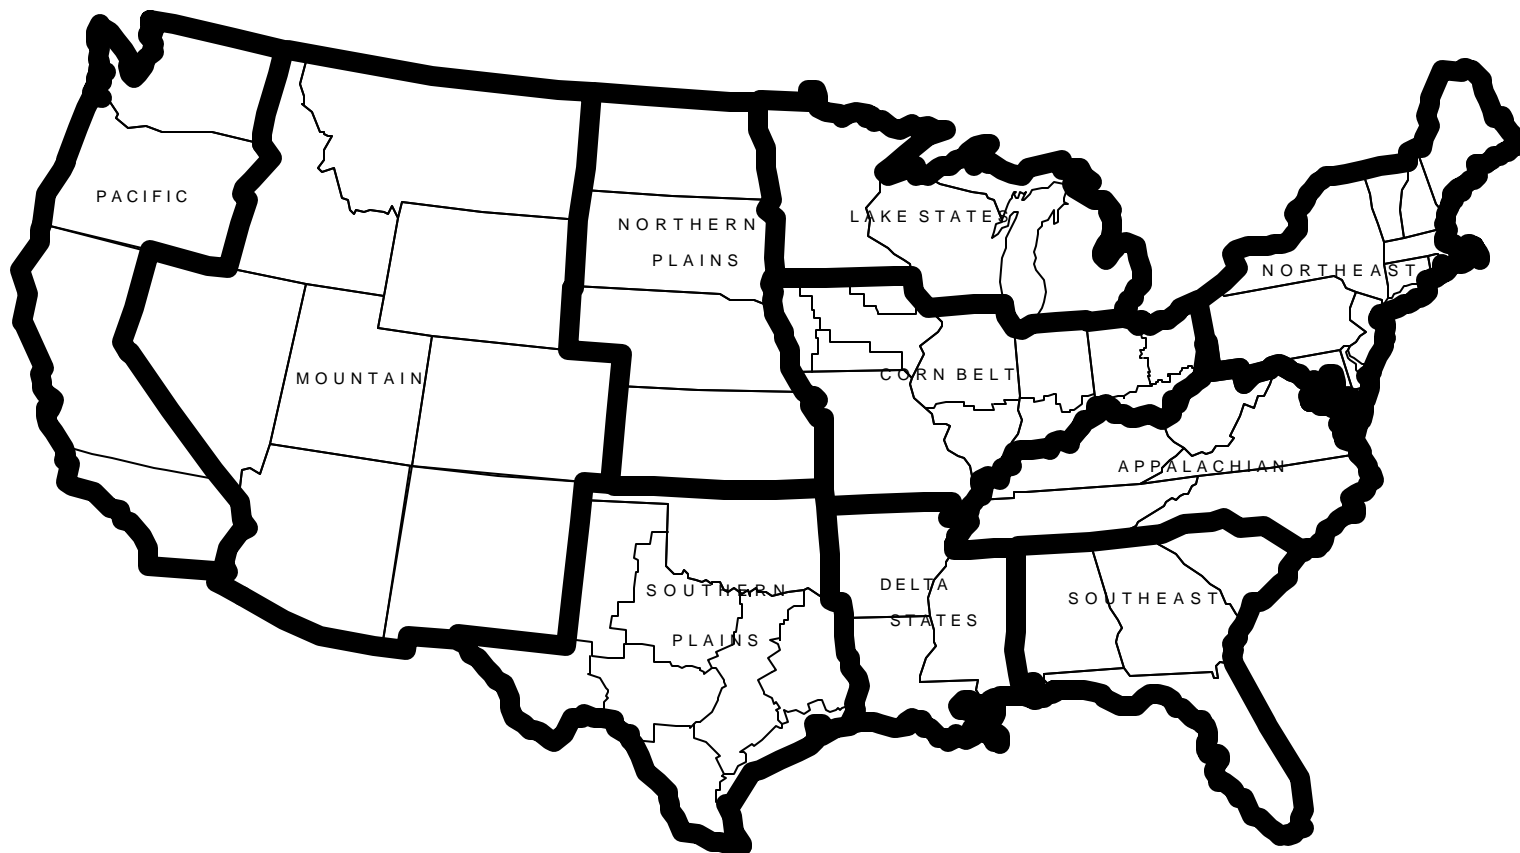 PACIFIC
NORTHERN
PLAINS
LAKE STATES
NORTHEAST
MOUNTAIN
CORN BELT
APPALACHIAN
SOUTHERN
PLAINS
DELTA
STATES
SOUTHEAST